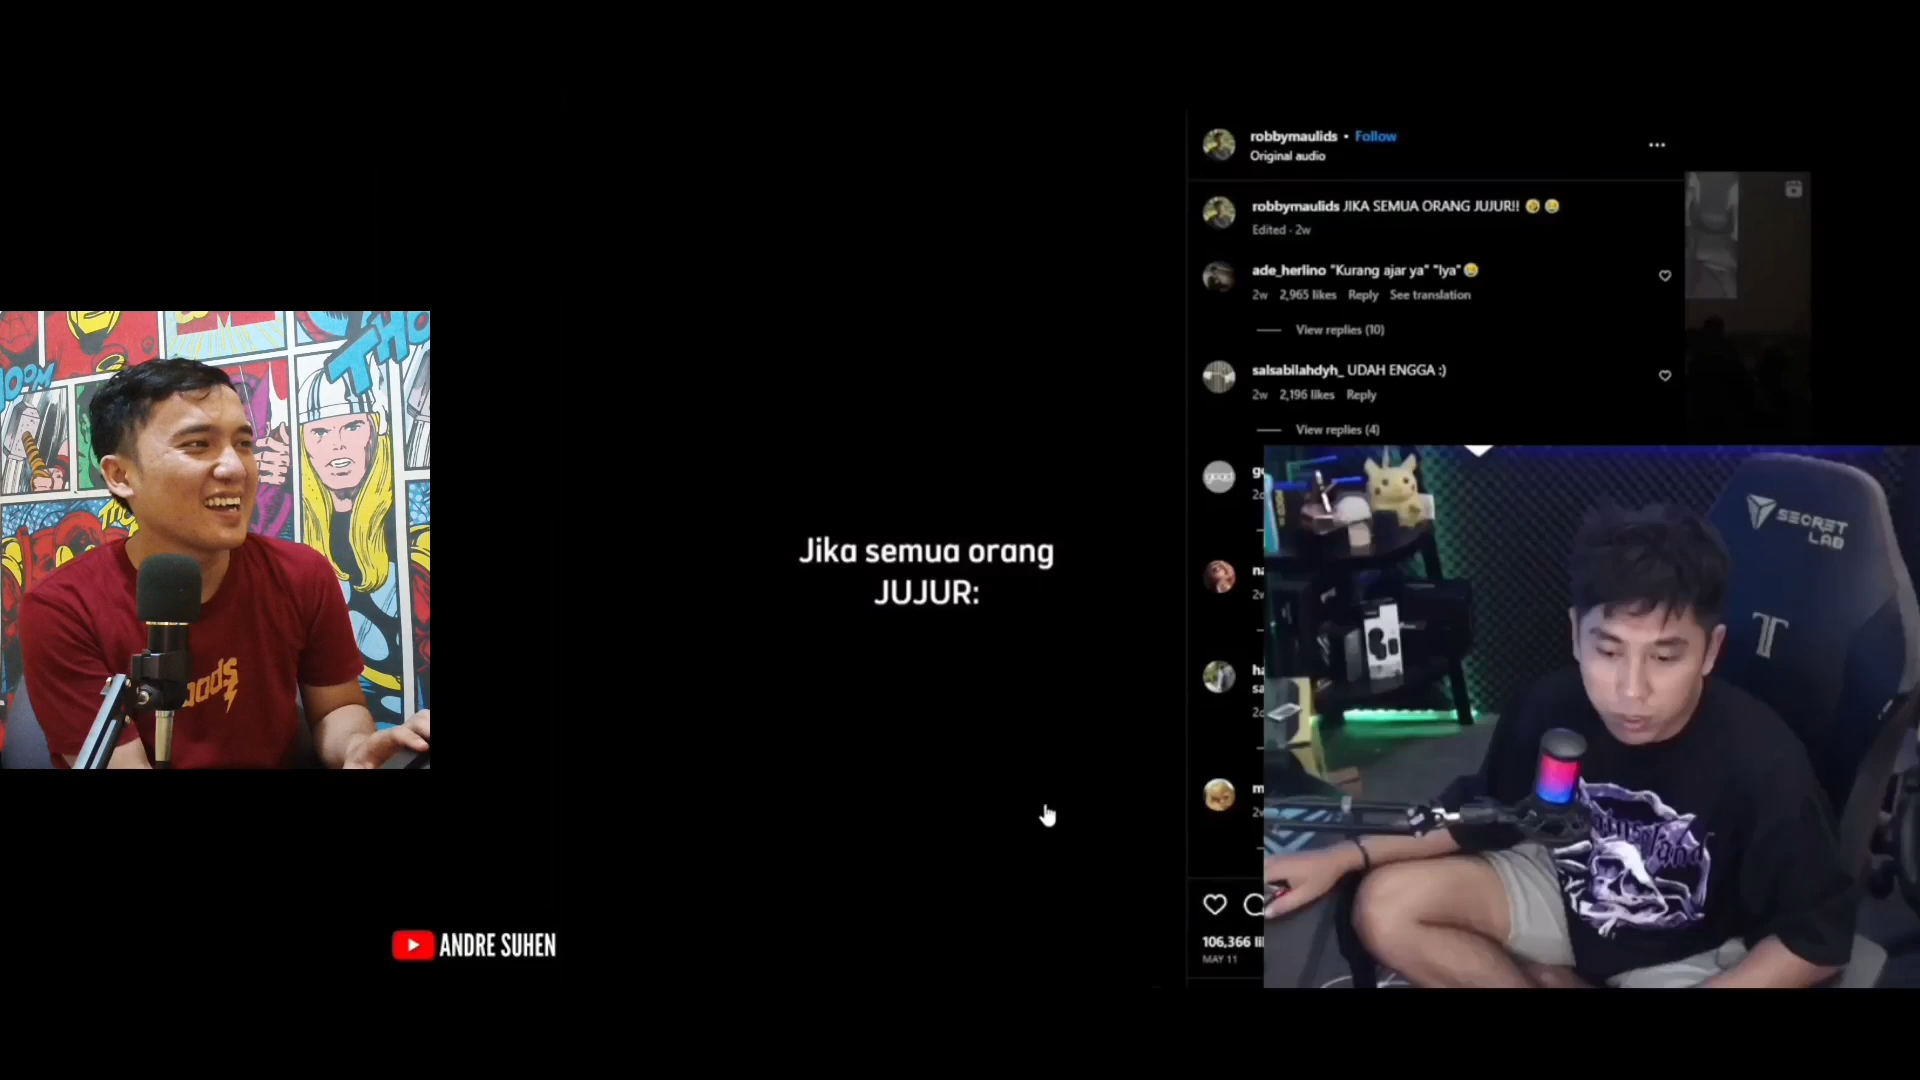 robbymaulids • Follow
Original audio
robbymaulids JIKA SEMUA ORANG JUJUR!! 🤣 😂
Edited · 2w
ade_herlino "Kurang ajar ya" "Iya" 😂
2w 2,965 likes Reply See translation
View replies (10)
salsabilahdyh_ UDAH ENGGA :)
2w 2,196 likes Reply
View replies (4)
Jika semua orang
JUJUR:
SECRET
LAB
106,366
MAY 11
ANDRE SUHEN